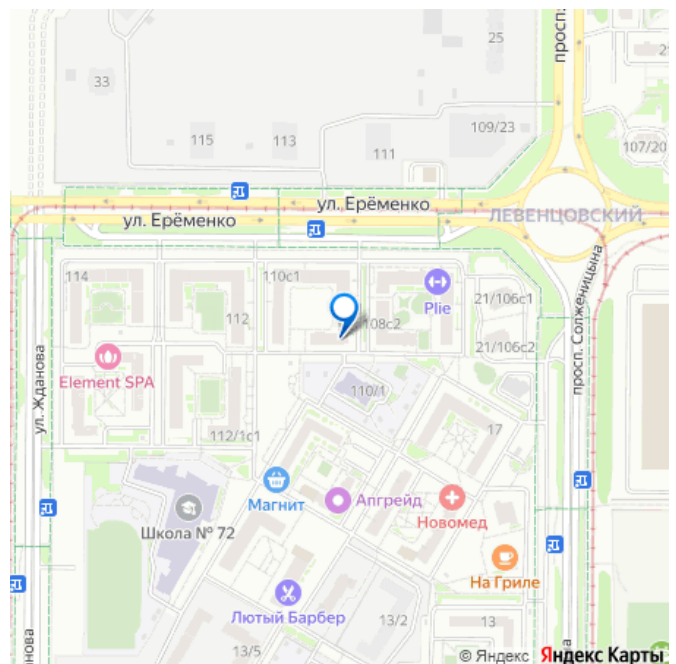 просп.
25
33
115
113
109/23
111
107/20
ул. Ерёменко
ул. Ерёменко
ЛЕВЕНЦОВСКИЙ
114
110с1
Plie
21/106с1
112
108с2
21/106с2
просп. Солженицына
ул. Жданова
Element SPA
110/1
112/1с1
17
Магнит
Апгрейд
Новомед
Школа № 72
На Гриле
Лютый Барбер
13/2
13
13/5
© Яндекс Яндекс Карты